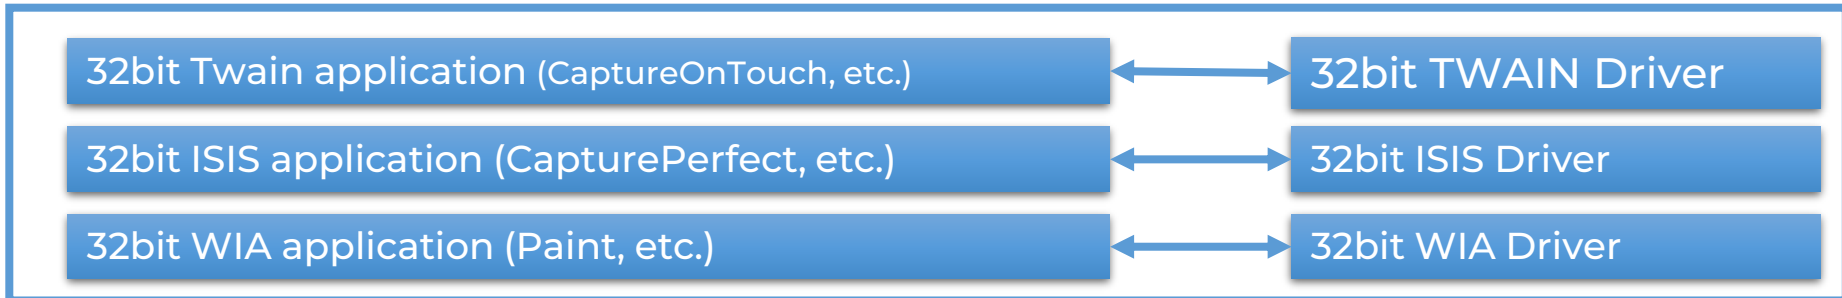 32bit Twain application (CaptureOnTouch, etc.)
32bit TWAIN Driver
32bit ISIS application (CapturePerfect, etc.)
32bit ISIS Driver
32bit WIA application (Paint, etc.)
32bit WIA Driver